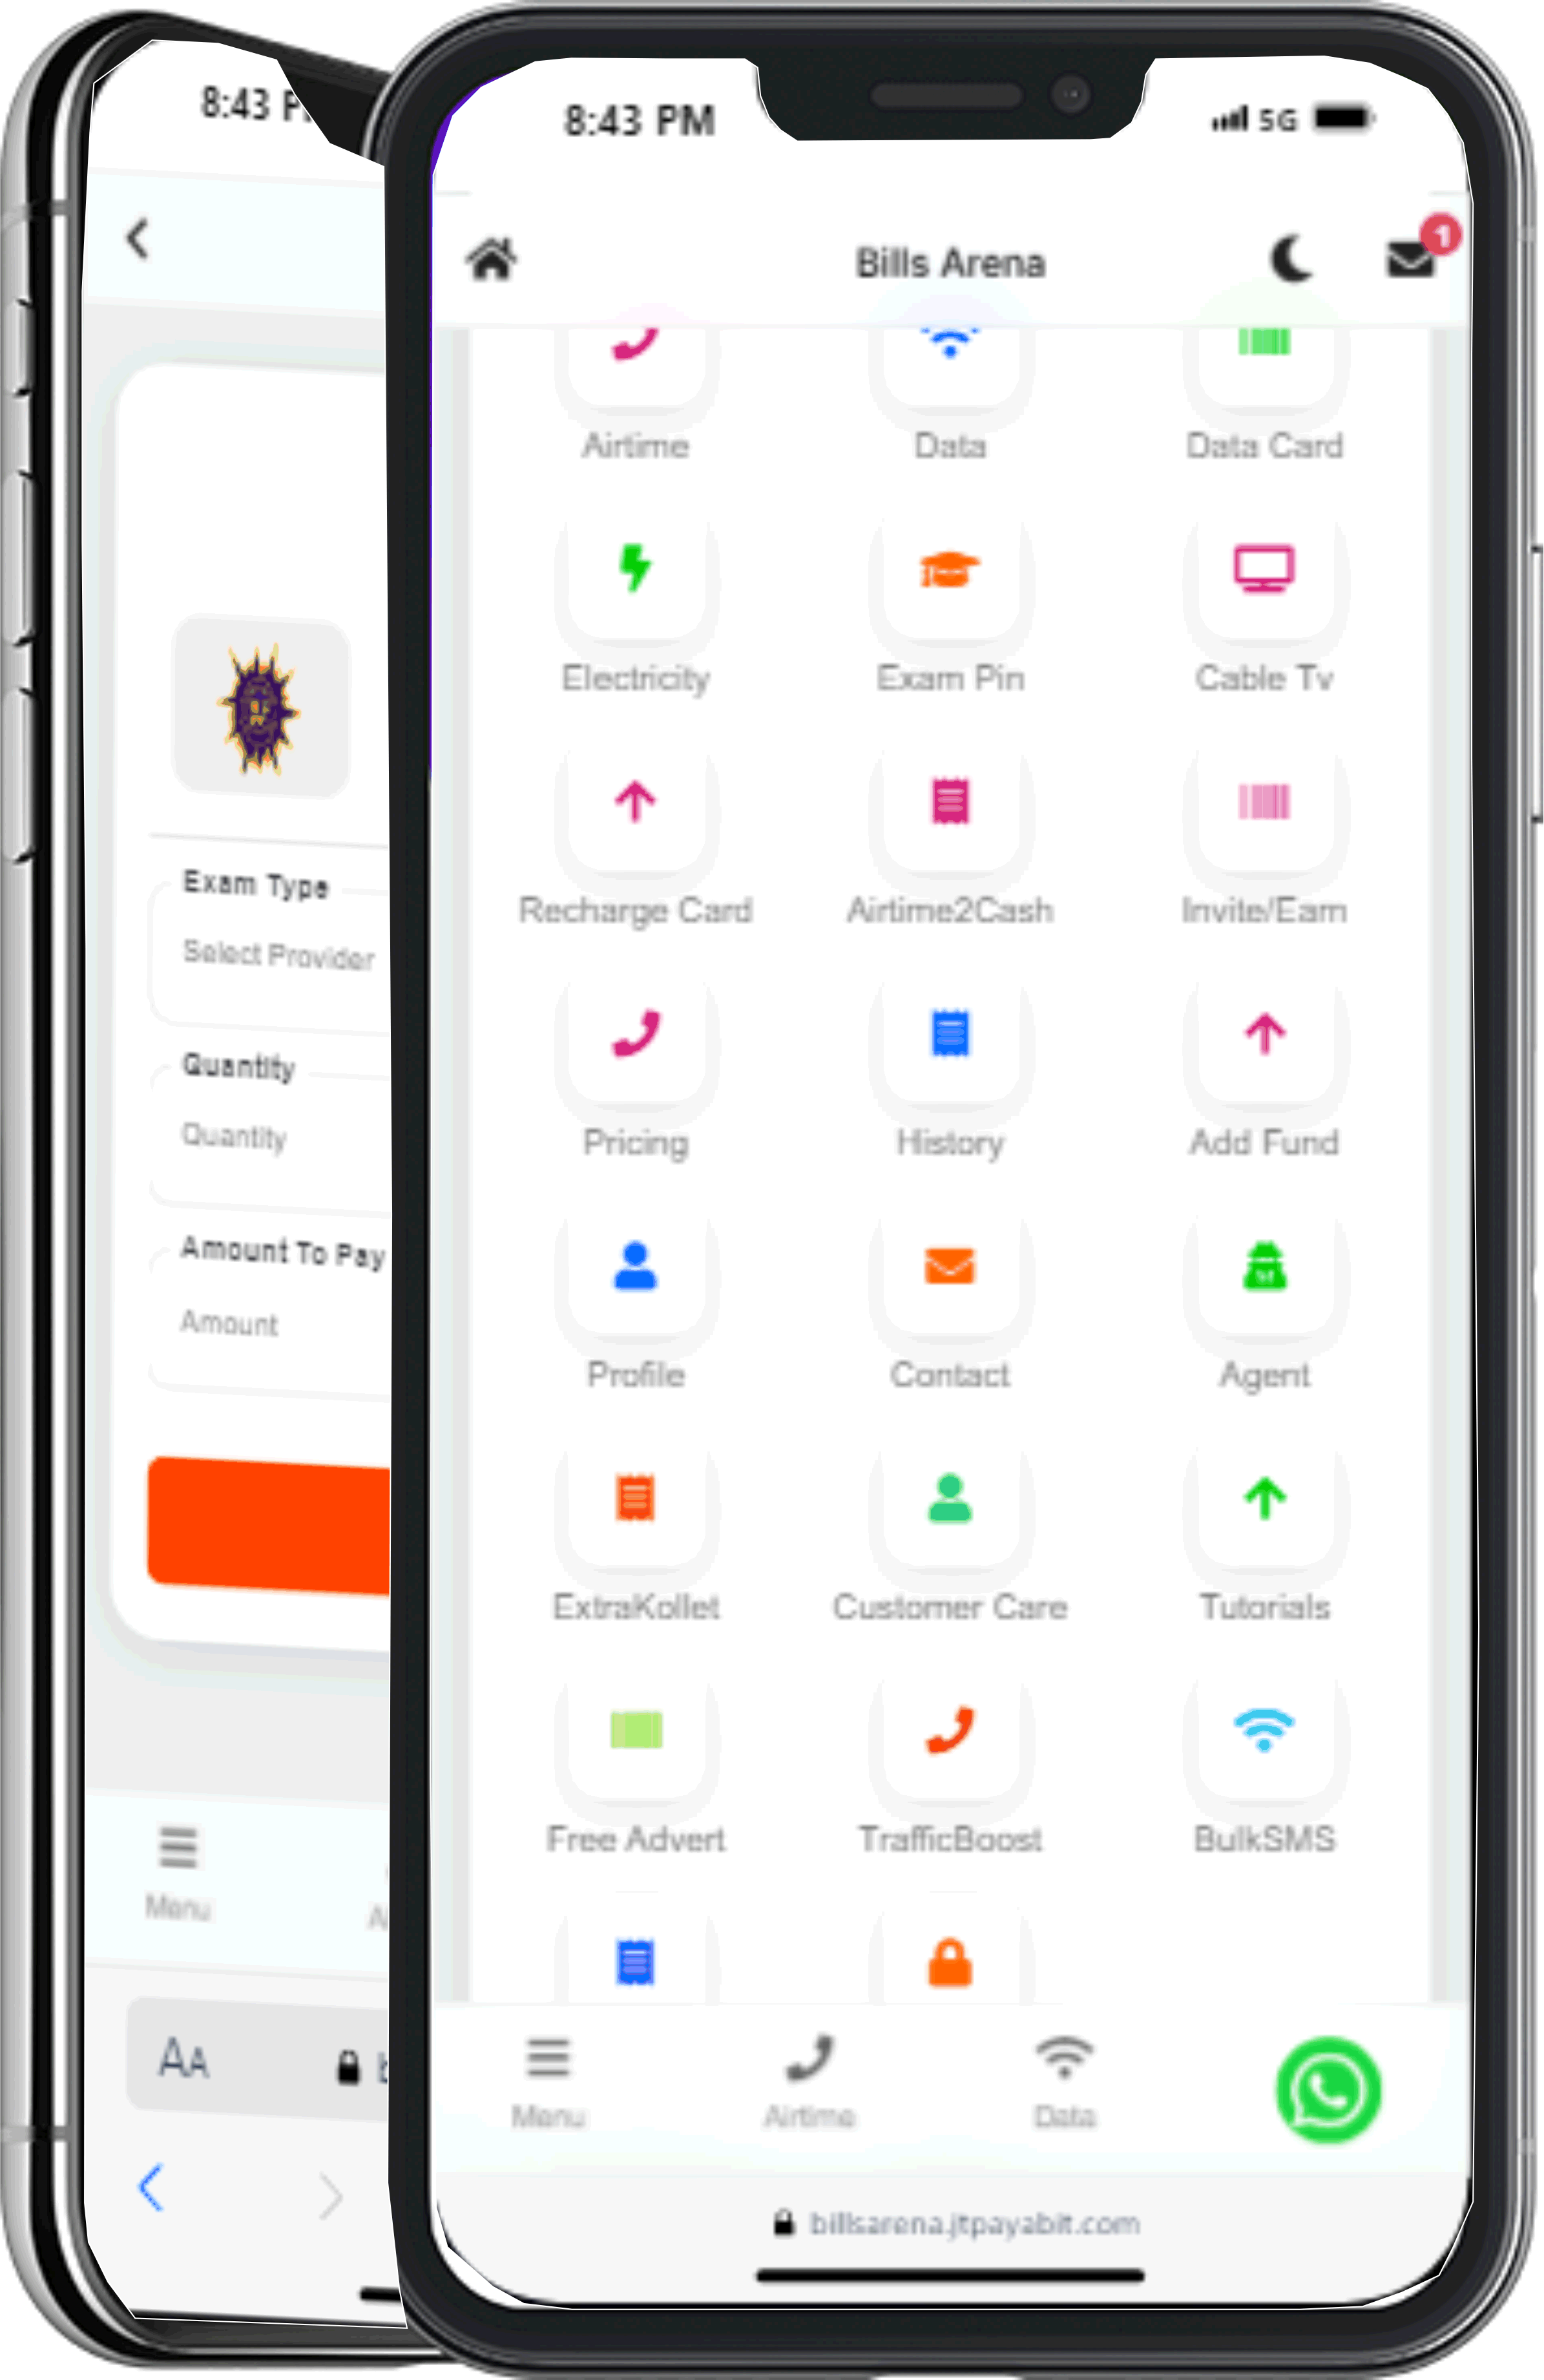 8:43 P
Exam Type
Select Provider
Quantity
Quantity
Amount To Pay
Amount
Menu
A
AA
8:43 PM
5G
Bills Arena
1
Airtime
Data
Data Card
Electricity
Exam Pin
Cable Tv
Recharge Card
Airtime2Cash
Invite/Earn
Pricing
History
Add Fund
Profile
Contact
Agent
ExtraKollet
Customer Care
Tutorials
Free Advert
TrafficBoost
BulkSMS
Menu
Airtime
Data
billsarena.jtpayabit.com